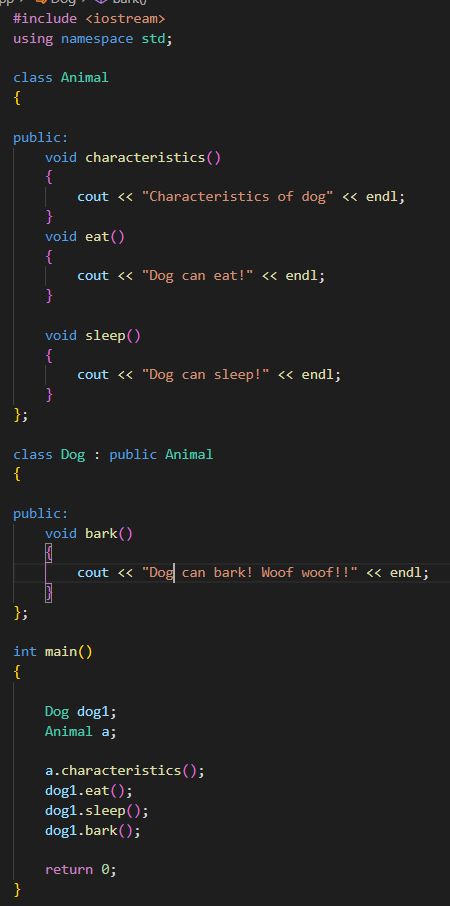 Dog bark()
#include <iostream>
using namespace std;
class Animal
{
public:
    void characteristics()
    {
        cout << "Characteristics of dog" << endl;
    }
    void eat()
    {
        cout << "Dog can eat!" << endl;
    }
    void sleep()
    {
        cout << "Dog can sleep!" << endl;
    }
};
class Dog : public Animal
{
public:
    void bark()
    {
        cout << "Dog can bark! Woof woof!!" << endl;
    }
};
int main()
{
    Dog dog1;
    Animal a;
    a.characteristics();
    dog1.eat();
    dog1.sleep();
    dog1.bark();
    return 0;
}